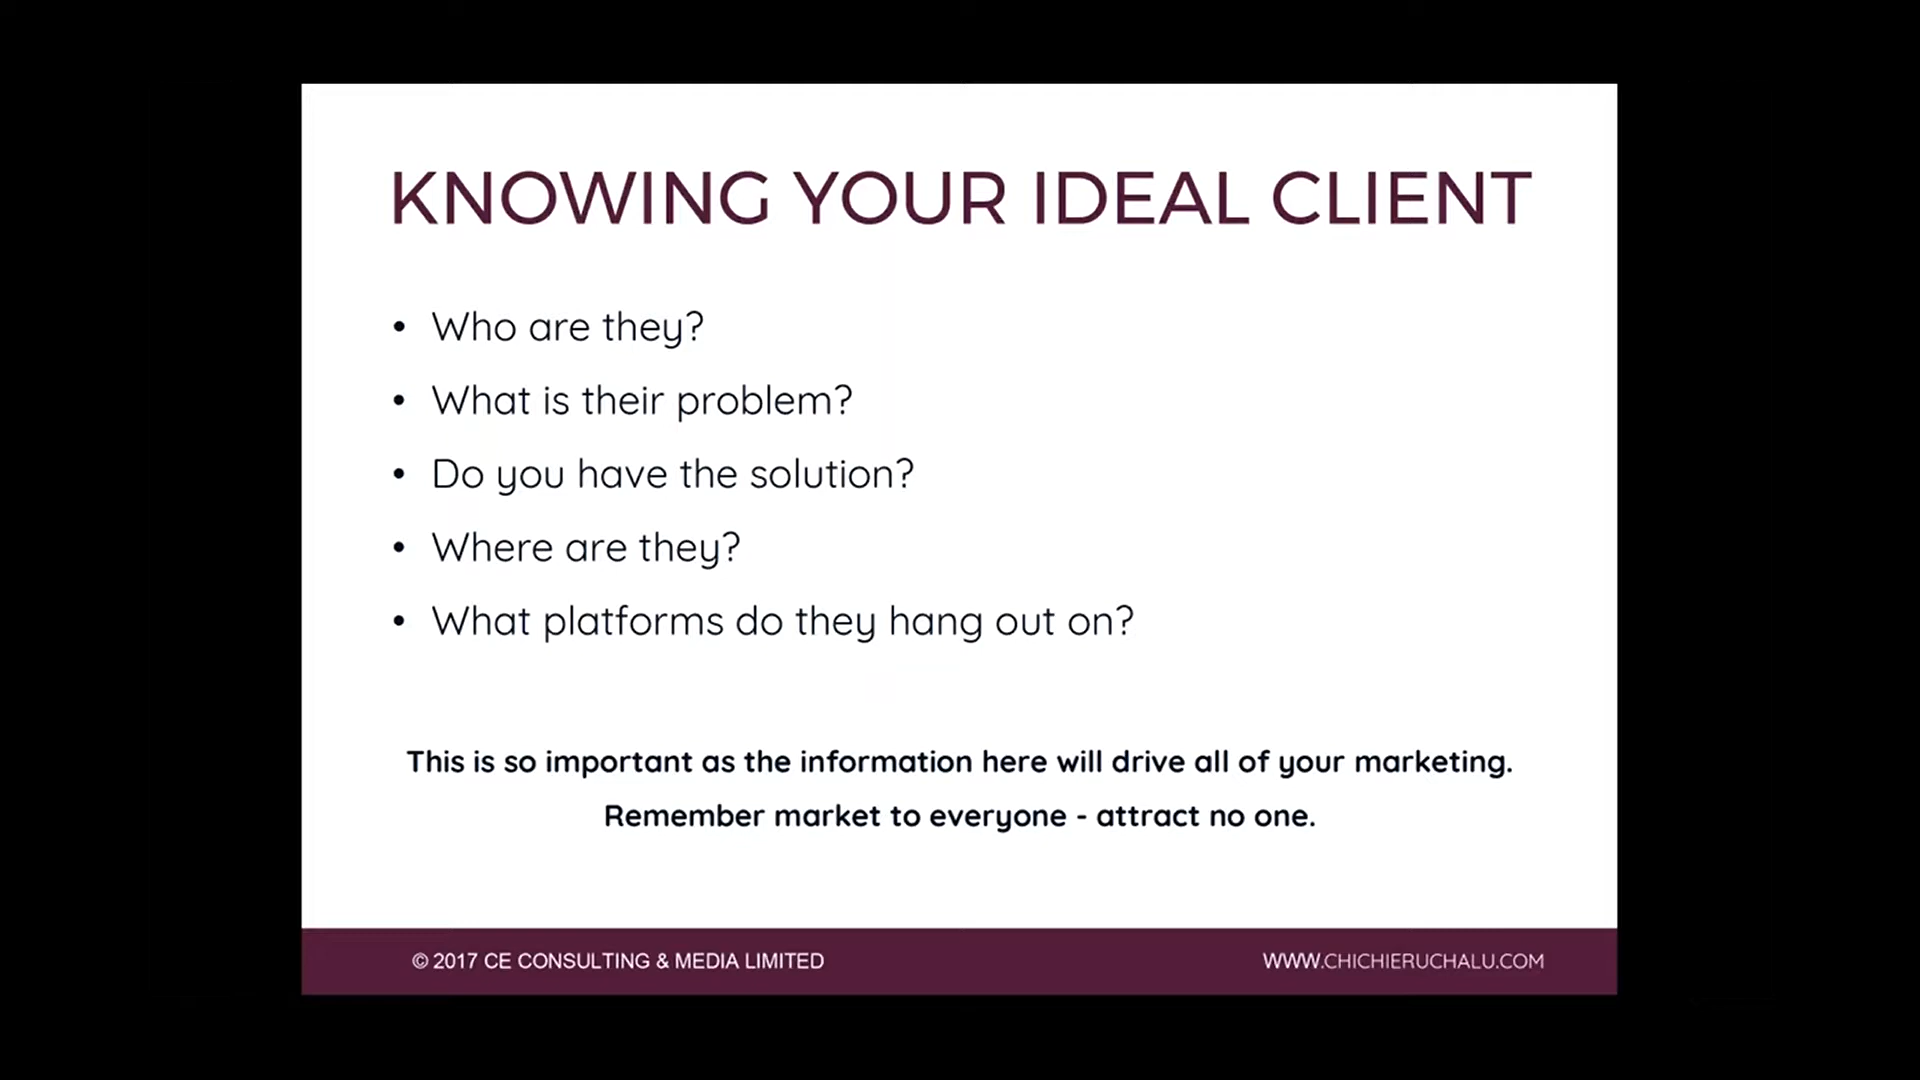 KNOWING YOUR IDEAL CLIENT
• Who are they?
• What is their problem?
• Do you have the solution?
• Where are they?
• What platforms do they hang out on?
This is so important as the information here will drive all of your marketing.
Remember market to everyone - attract no one.
© 2017 CE CONSULTING & MEDIA LIMITED
WWW.CHICHIERUCHALU.COM